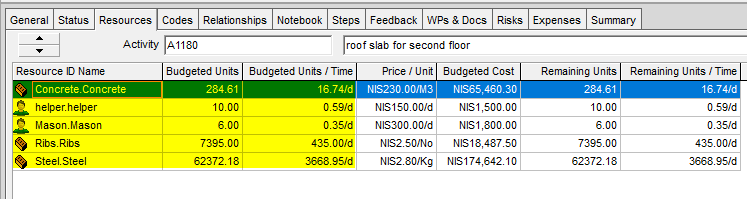 General Status Resources Codes Relationships Notebook Steps Feedback WPs & Docs Risks Expenses Summary
Activity A1180 roof slab for second floor
Resource ID Name Budgeted Units Budgeted Units / Time Price / Unit Budgeted Cost Remaining Units Remaining Units / Time
Concrete.Concrete 284.61 16.74/d NIS230.00/M3 NIS65,460.30 284.61 16.74/d
helper.helper 10.00 0.59/d NIS150.00/d NIS1,500.00 10.00 0.59/d
Mason.Mason 6.00 0.35/d NIS300.00/d NIS1,800.00 6.00 0.35/d
Ribs.Ribs 7395.00 435.00/d NIS2.50/No NIS18,487.50 7395.00 435.00/d
Steel.Steel 62372.18 3668.95/d NIS2.80/Kg NIS174,642.10 62372.18 3668.95/d